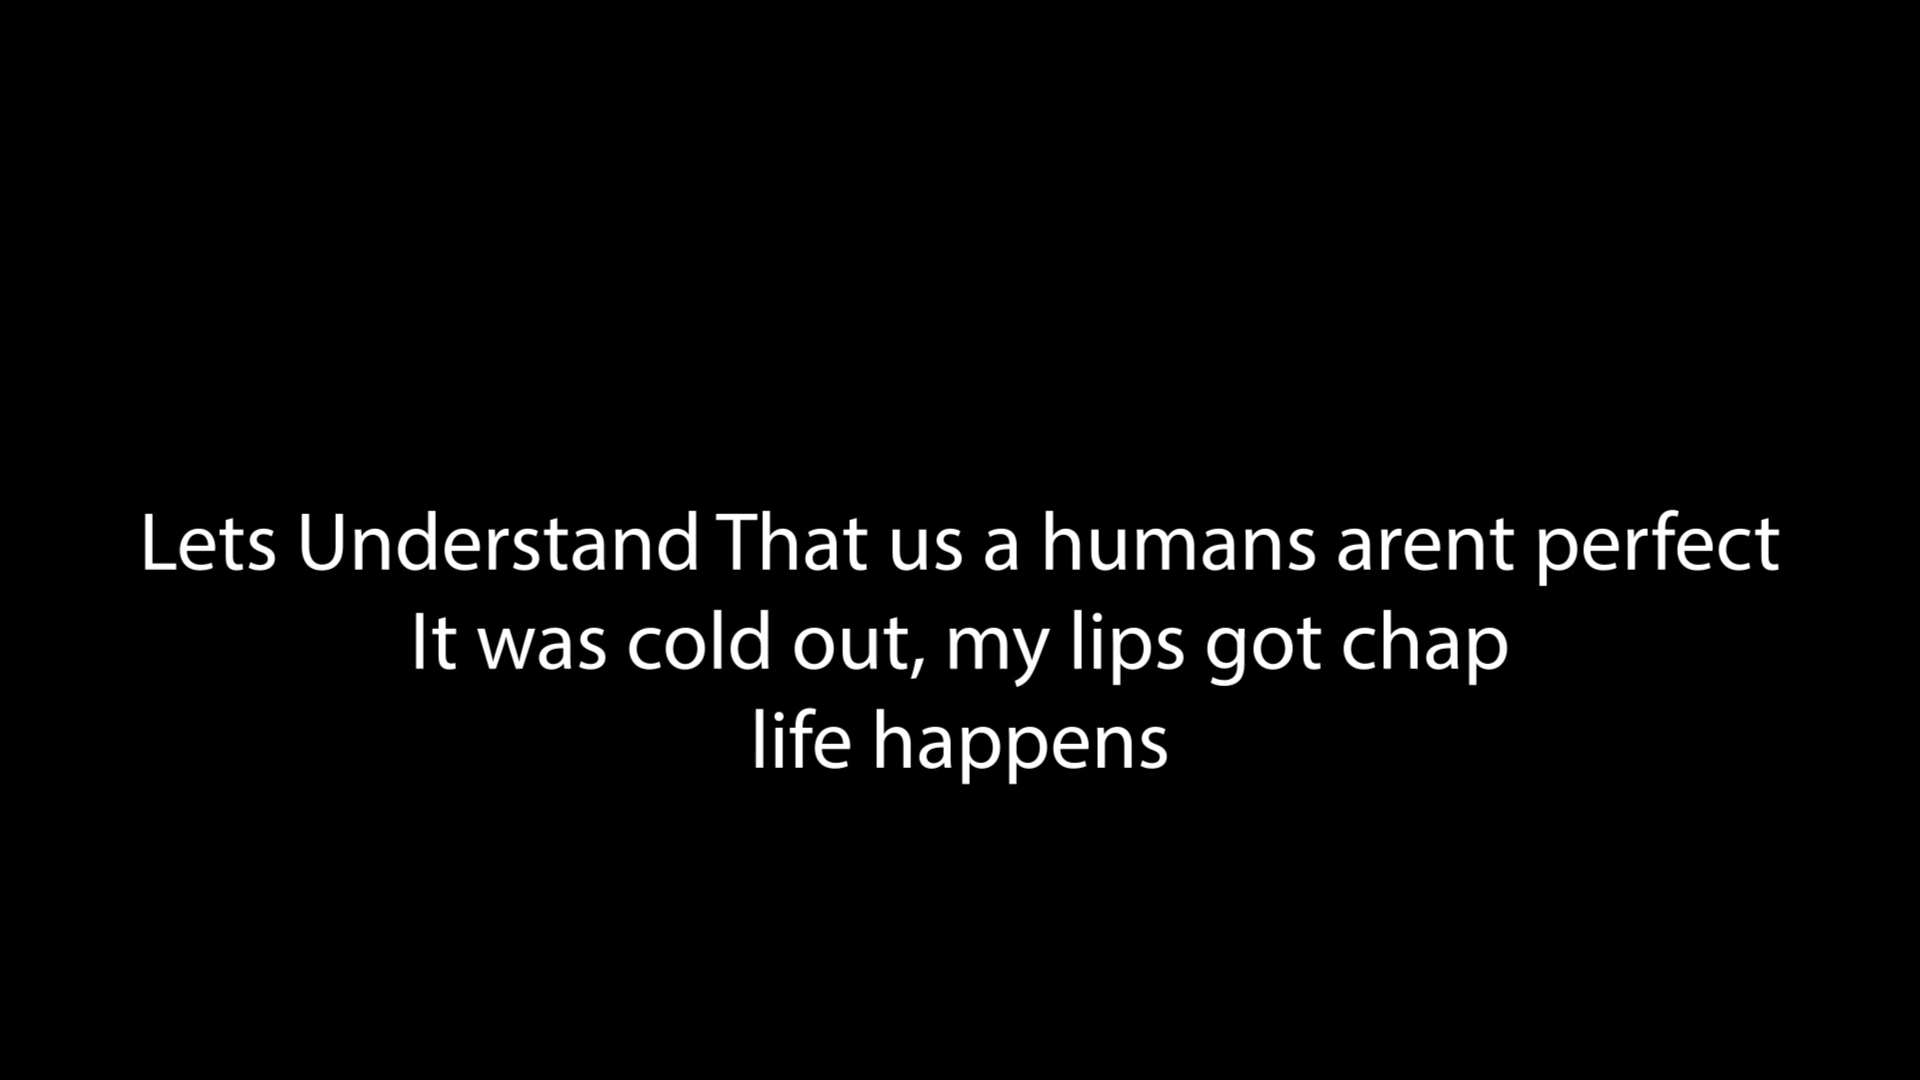 Lets Understand That us a humans arent perfect
It was cold out, my lips got chap
life happens